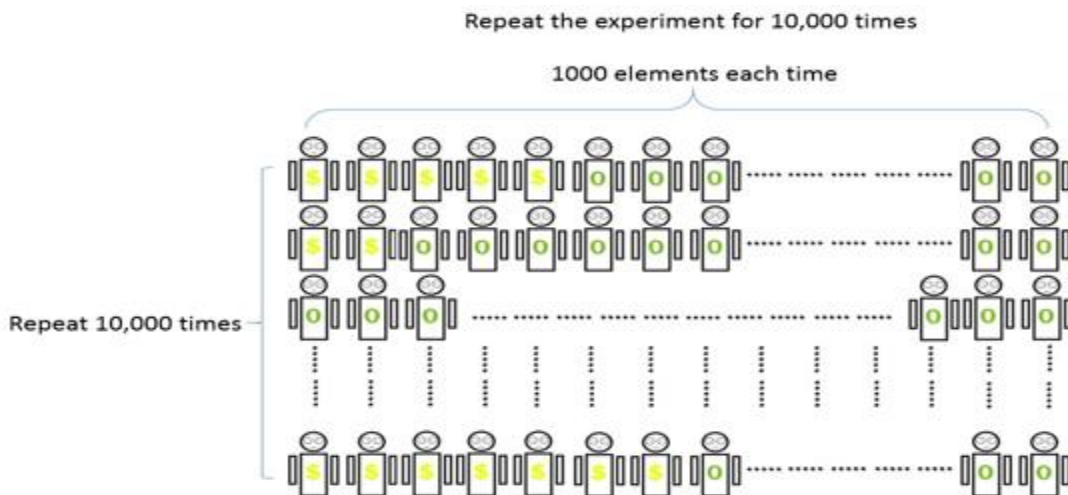 Repeat the experiment for 10,000 times
1000 elements each time
$ $ $ $ $ O O O O O
$ $ O O O O O O O O
O O O O O O
Repeat 10,000 times
$ $ $ $ $ $ $ O O O